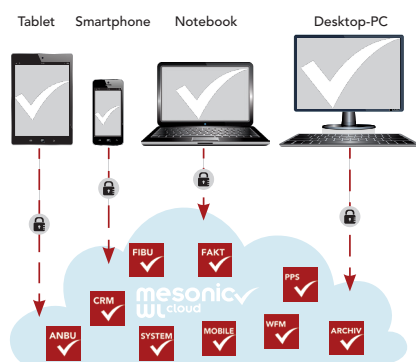 Tablet Smartphone Notebook Desktop-PC
FIBU FAKT
PPS
CRM mesonic
WL cloud
ANBU SYSTEM MOBILE WFM ARCHIV